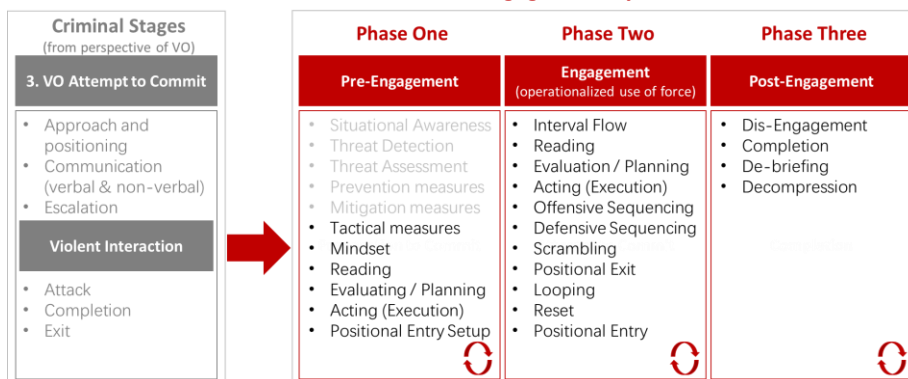 Criminal Stages
(from perspective of VO)
3. VO Attempt to Commit
• Approach and
positioning
• Communication
(verbal & non-verbal)
• Escalation
Violent Interaction
• Attack
• Completion
• Exit
Phase One
Pre-Engagement
• Situational Awareness
• Threat Detection
• Threat Assessment
• Prevention measures
• Mitigation measures
• Tactical measures
• Mindset
• Reading
• Evaluating / Planning
• Acting (Execution)
• Positional Entry Setup
Phase Two
Engagement
(operationalized use of force)
• Interval Flow
• Reading
• Evaluation / Planning
• Acting (Execution)
• Offensive Sequencing
• Defensive Sequencing
• Scrambling
• Positional Exit
• Looping
• Reset
• Positional Entry
Phase Three
Post-Engagement
• Dis-Engagement
• Completion
• De-briefing
• Decompression